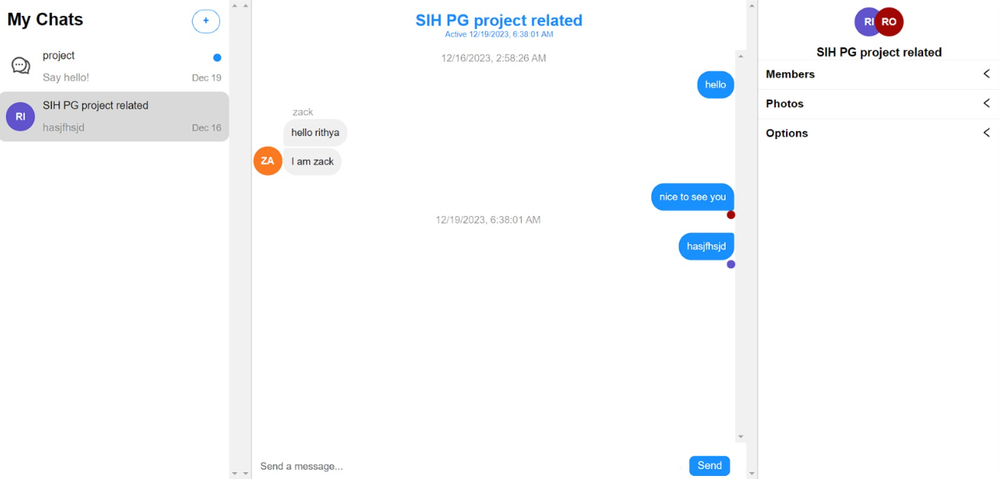 My Chats
+
project
Say hello!
Dec 19
RI
SIH PG project related
hasjfhsjd
Dec 16
SIH PG project related
Active 12/19/2023, 6:38:01 AM
12/16/2023, 2:58:26 AM
hello
zack
hello rithya
ZA
I am zack
nice to see you
12/19/2023, 6:38:01 AM
hasjfhsjd
Send a message...
Send
RI
RO
SIH PG project related
Members
Photos
Options